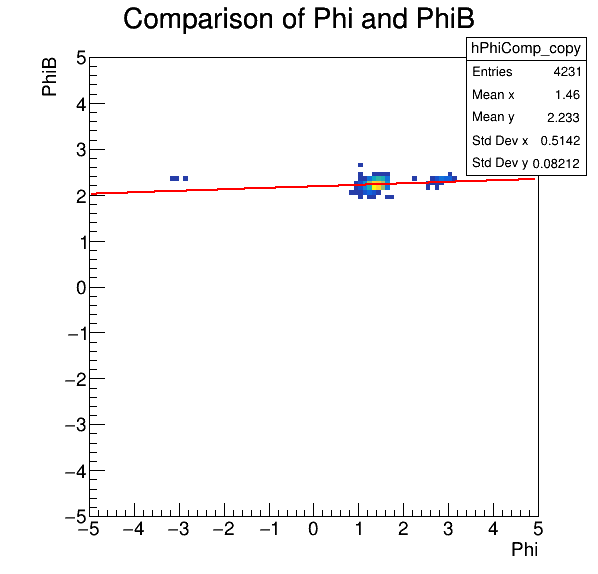 Comparison of Phi and PhiB
hPhiComp_copy
Entries 4231
Mean x 1.46
Mean y 2.233
Std Dev x 0.5142
Std Dev y 0.08212
PhiB
5
4
3
2
1
0
−1
−2
−3
−4
−5
−5 −4 −3 −2 −1 0 1 2 3 4 5
Phi